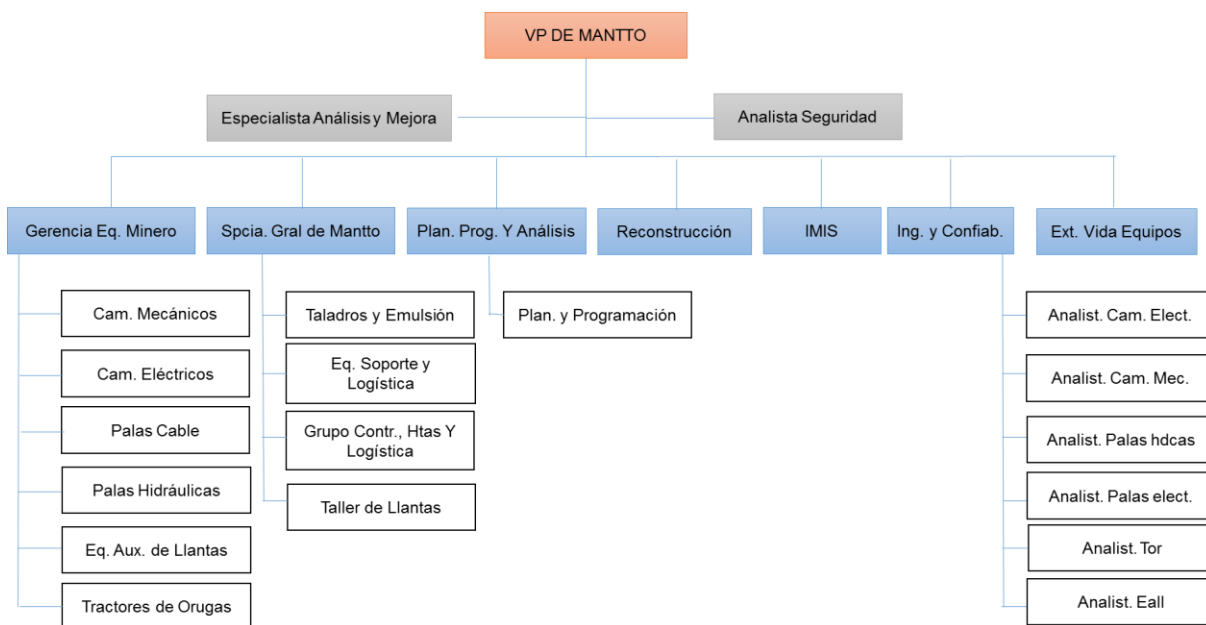 VP DE MANTTO
Especialista Análisis y Mejora
Analista Seguridad
Gerencia Eq. Minero
Spcia. Gral de Mantto
Plan. Prog. Y Análisis
Reconstrucción
IMIS
Ing. y Confiab.
Ext. Vida Equipos
Cam. Mecánicos
Cam. Eléctricos
Palas Cable
Palas Hidráulicas
Eq. Aux. de Llantas
Tractores de Orugas
Taladros y Emulsión
Eq. Soporte y
Logística
Grupo Contr., Htas Y
Logística
Taller de Llantas
Plan. y Programación
Analist. Cam. Elect.
Analist. Cam. Mec.
Analist. Palas hdcas
Analist. Palas elect.
Analist. Tor
Analist. Eall